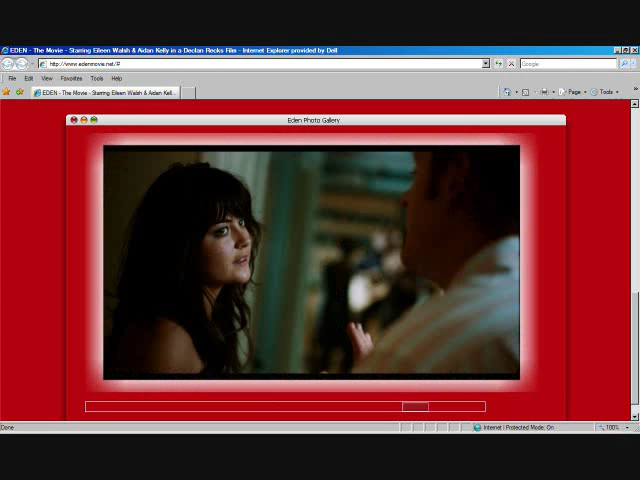 EDEN - The Movie - Starring Eileen Walsh & Aidan Kelly in a Declan Recks Film - Internet Explorer provided by Dell
http://www.edenmovie.net/#
Google
File Edit View Favorites Tools Help
EDEN - The Movie - Starring Eileen Walsh & Aidan Kell...
Page Tools
Eden Photo Gallery
Done
Internet | Protected Mode: On
100%